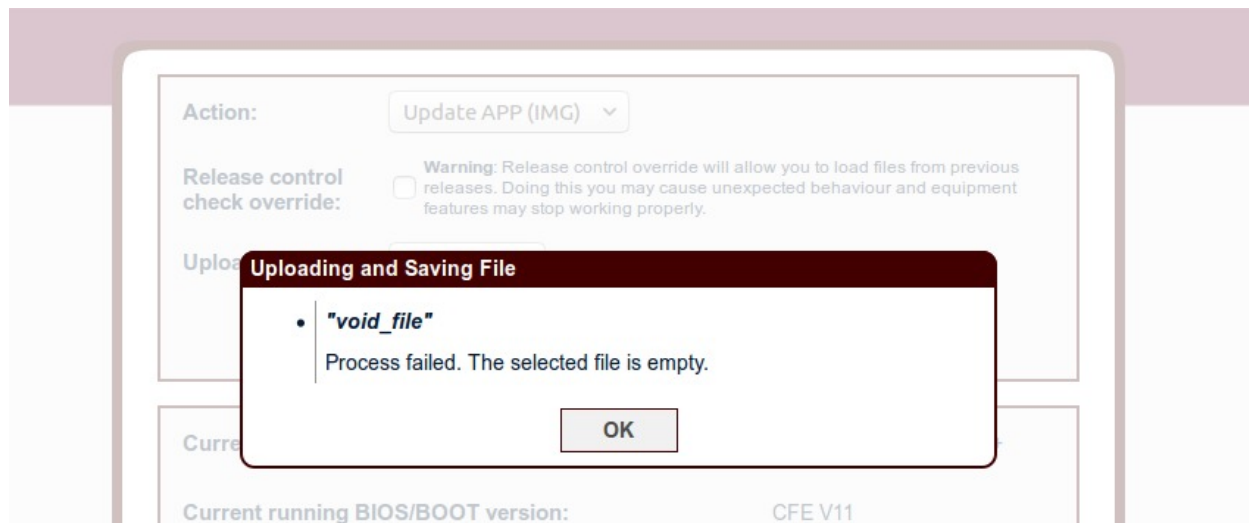 Action:
Update APP (IMG)
Release control
check override:
Warning: Release control override will allow you to load files from previous
releases. Doing this you may cause unexpected behaviour and equipment
features may stop working properly.
Uploading and Saving File
"void_file"
Process failed. The selected file is empty.
OK
Current running BIOS/BOOT version:
CFE V11